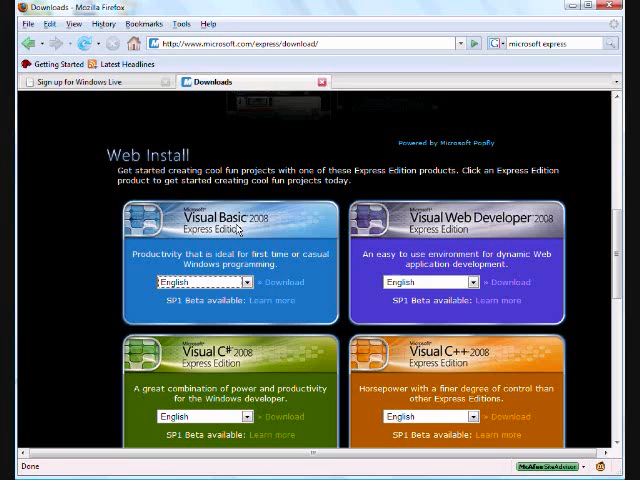 Downloads - Mozilla Firefox
File Edit View History Bookmarks Tools Help
http://www.microsoft.com/express/download/
microsoft express
Getting Started Latest Headlines
Sign up for Windows Live
Downloads
Powered by Microsoft Popfly
Web Install
Get started creating cool fun projects with one of these Express Edition products. Click an Express Edition
product to get started creating cool fun projects today.
Microsoft
Visual Basic 2008
Express Edition
Productivity that is ideal for first time or casual
Windows programming.
English » Download
SP1 Beta available: Learn more
Microsoft
Visual Web Developer 2008
Express Edition
An easy to use environment for dynamic Web
application development.
English » Download
SP1 Beta available: Learn more
Microsoft
Visual C# 2008
Express Edition
A great combination of power and productivity
for the Windows developer.
English » Download
SP1 Beta available: Learn more
Microsoft
Visual C++ 2008
Express Edition
Horsepower with a finer degree of control than
other Express Editions.
English » Download
SP1 Beta available: Learn more
Done
McAfee SiteAdvisor